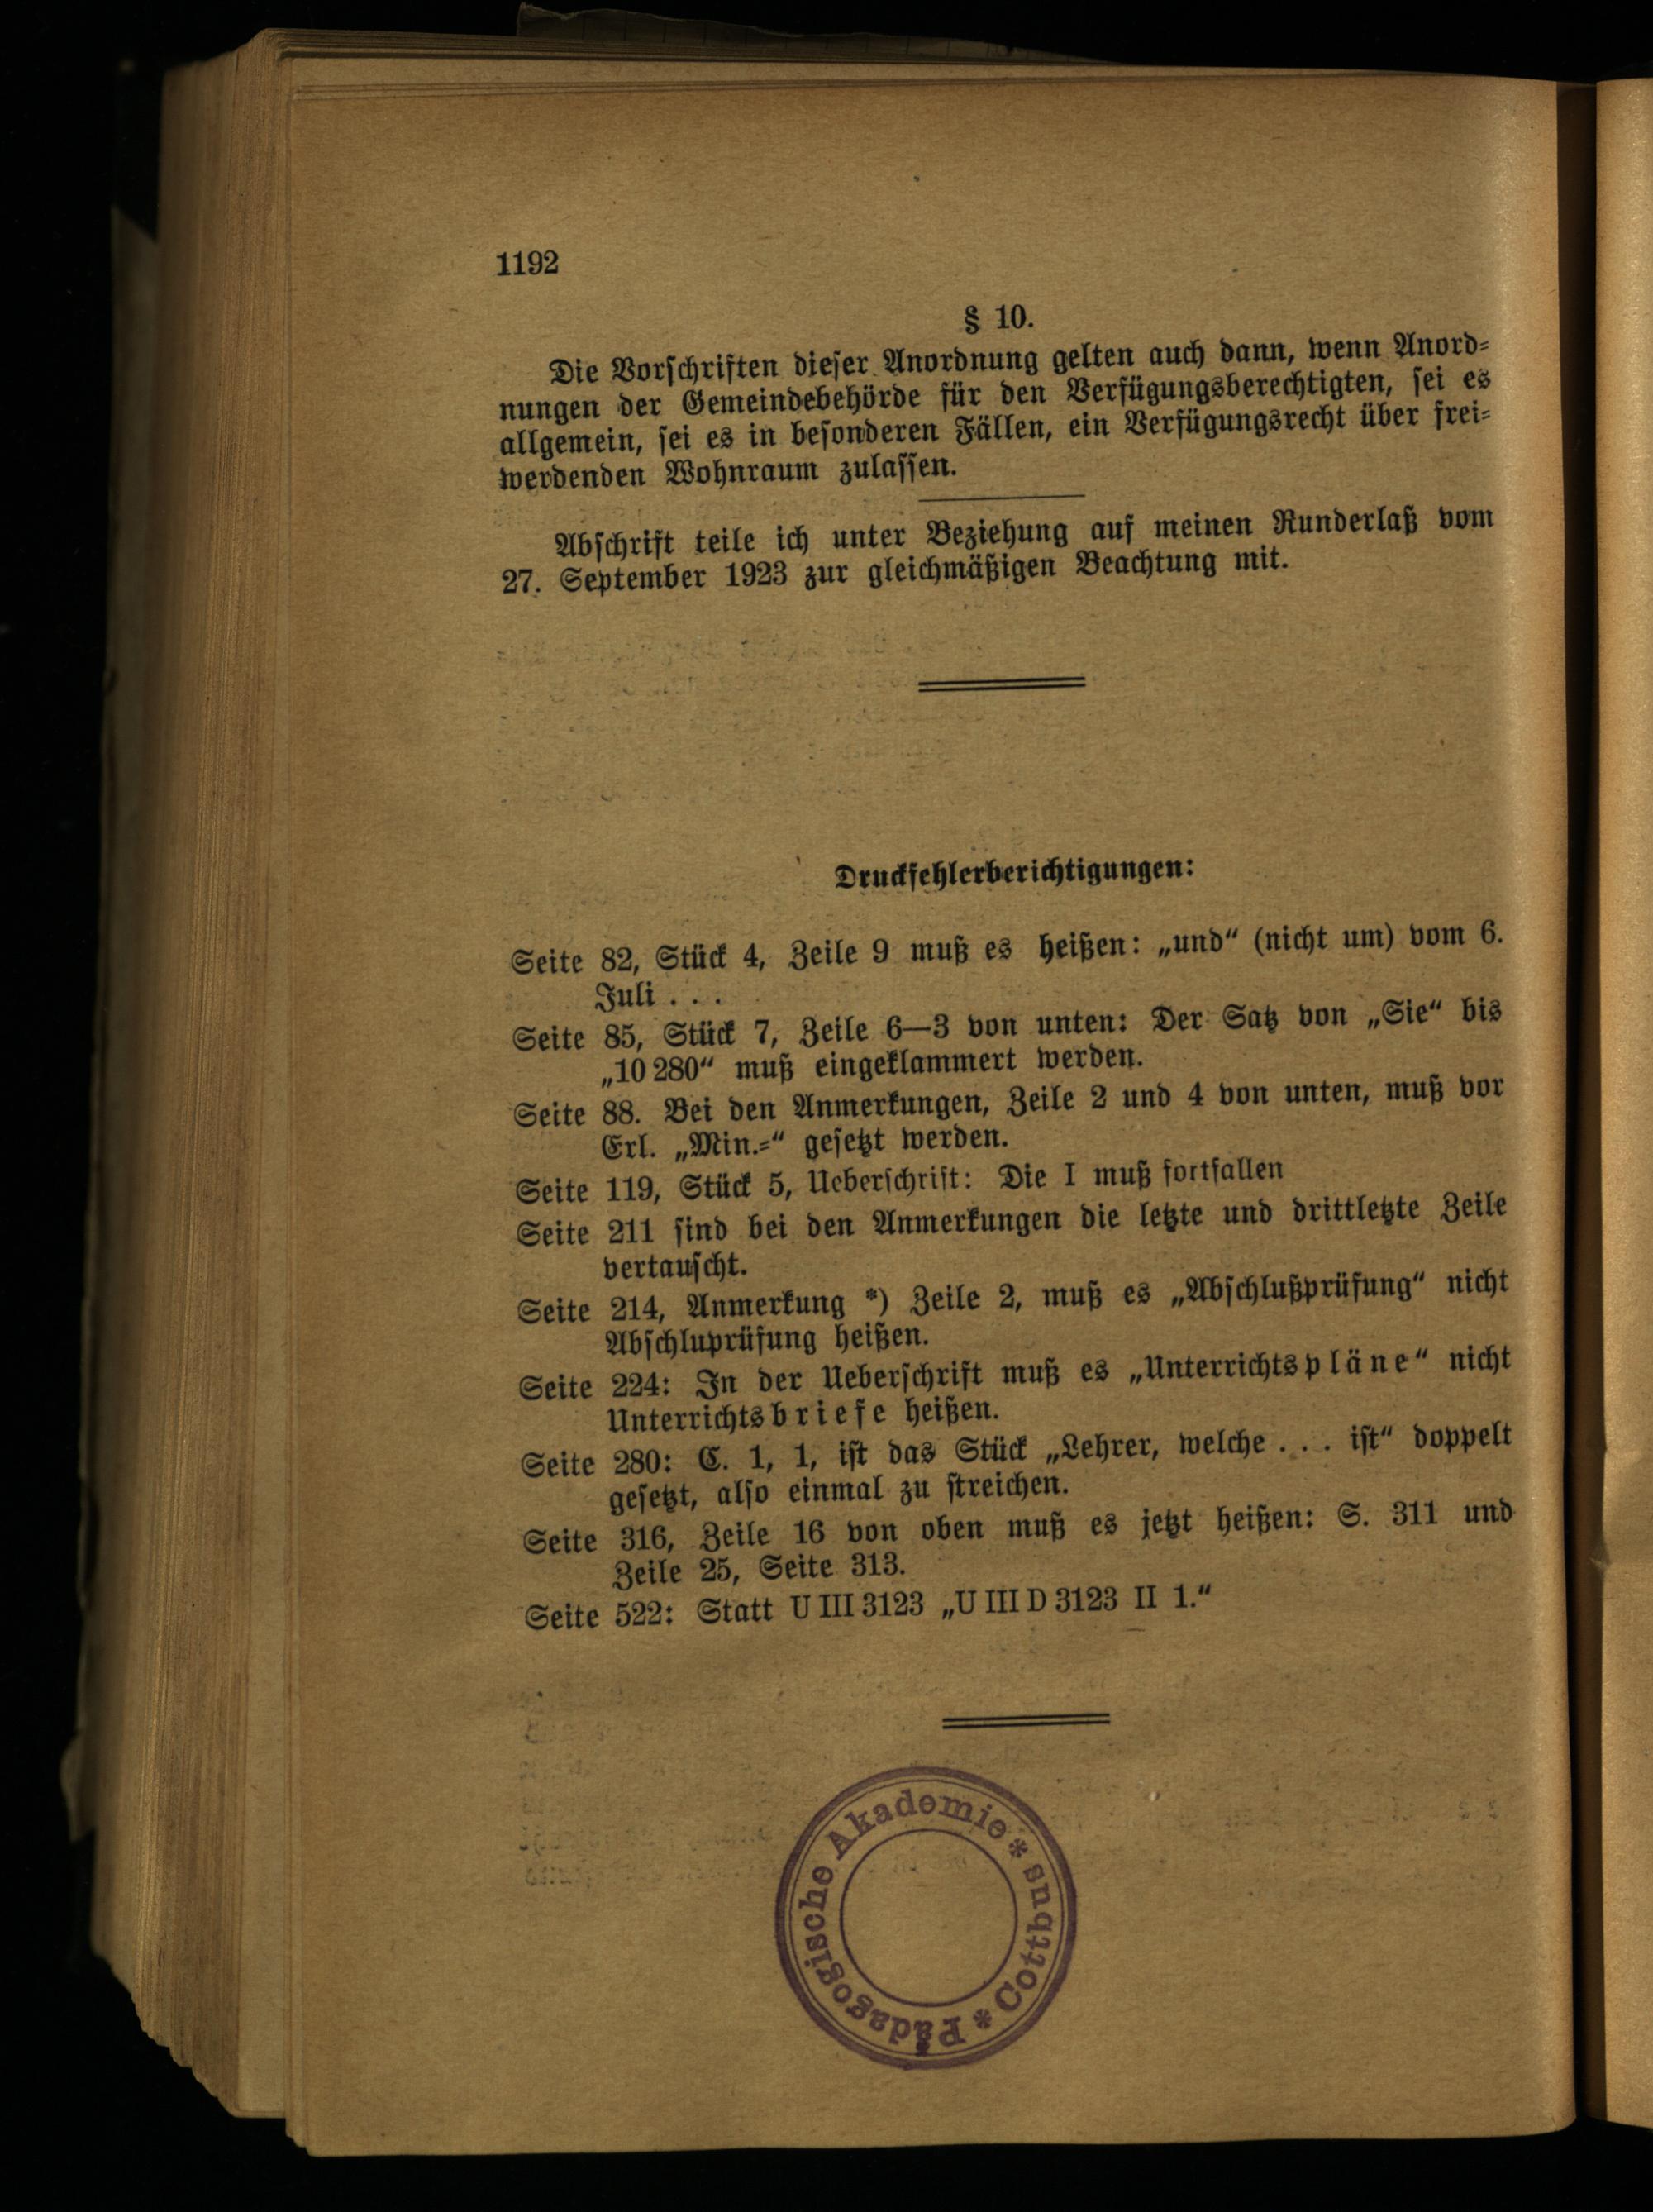 1192
§ 10.
Die Vorschriften dieser Anordnung gelten auch dann, wenn Anord-
nungen der Gemeindebehörde für den Verfügungsberechtigten, sei es
allgemein, sei es in besonderen Fällen, ein Verfügungsrecht über frei-
werdenden Wohnraum zulassen.
Abschrift teile ich unter Beziehung auf meinen Runderlaß vom
27. September 1923 zur gleichmäßigen Beachtung mit.
Druckfehlerberichtigungen:
Seite 82, Stück 4, Zeile 9 muß es heißen: „und“ (nicht um) vom 6.
Juli . . .
Seite 85, Stück 7, Zeile 6—3 von unten: Der Satz von „Sie“ bis
„10 280“ muß eingeklammert werden.
Seite 88. Bei den Anmerkungen, Zeile 2 und 4 von unten, muß vor
Erl. „Min.-“ gesetzt werden.
Seite 119, Stück 5, Ueberschrift: Die I muß fortfallen
Seite 211 sind bei den Anmerkungen die letzte und drittletzte Zeile
vertauscht.
Seite 214, Anmerkung *) Zeile 2, muß es „Abschlußprüfung“ nicht
Abschluprüfung heißen.
Seite 224: In der Ueberschrift muß es „Unterrichtspläne“ nicht
Unterrichtsbriefe heißen.
Seite 280: C. 1, 1, ist das Stück „Lehrer, welche . . . ist“ doppelt
gesetzt, also einmal zu streichen.
Seite 316, Zeile 16 von oben muß es jetzt heißen: S. 311 und
Zeile 25, Seite 313.
Seite 522: Statt U III 3123 „U III D 3123 II 1.“
Pädagogische Akademie * Cottbus *